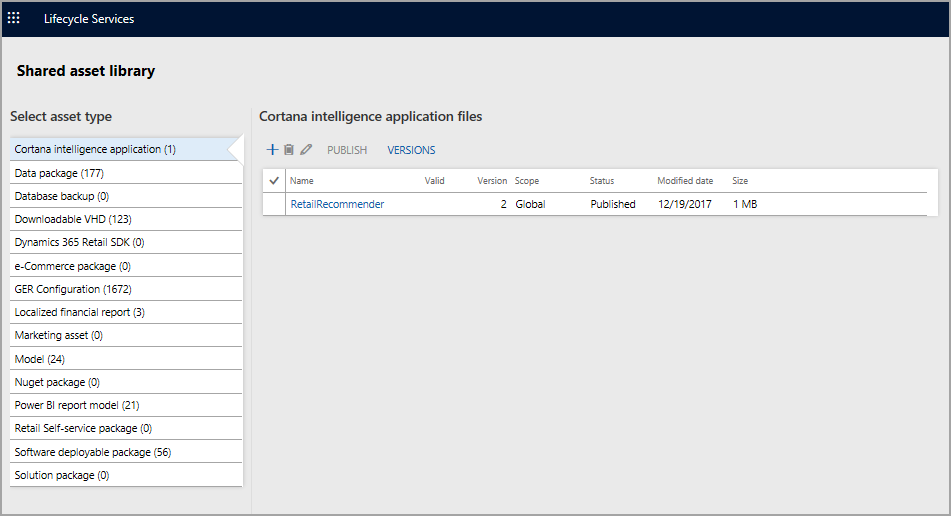 Lifecycle Services
Shared asset library
Select asset type
Cortana intelligence application (1)
Data package (177)
Database backup (0)
Downloadable VHD (123)
Dynamics 365 Retail SDK (0)
e-Commerce package (0)
GER Configuration (1672)
Localized financial report (3)
Marketing asset (0)
Model (24)
Nuget package (0)
Power BI report model (21)
Retail Self-service package (0)
Software deployable package (56)
Solution package (0)
Cortana intelligence application files
PUBLISH VERSIONS
Name Valid Version Scope Status Modified date Size
RetailRecommender 2 Global Published 12/19/2017 1 MB